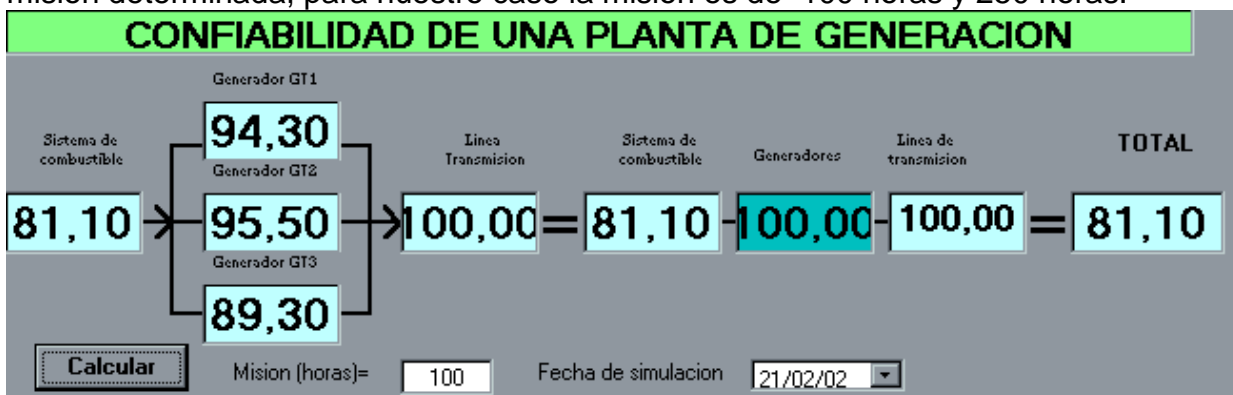 misión determinada, para nuestro caso la misión es de 100 horas y 250 horas.
CONFIABILIDAD DE UNA PLANTA DE GENERACION
Generador GT1
94,30
Sistema de
combustible
81,10
Generador GT2
95,50
Generador GT3
89,30
Linea
Transmision
100,00
=
Sistema de
combustible
81,10
-
Generadores
100,00
-
Linea de
transmision
100,00
=
TOTAL
81,10
Calcular
Mision (horas)=
100
Fecha de simulacion
21/02/02